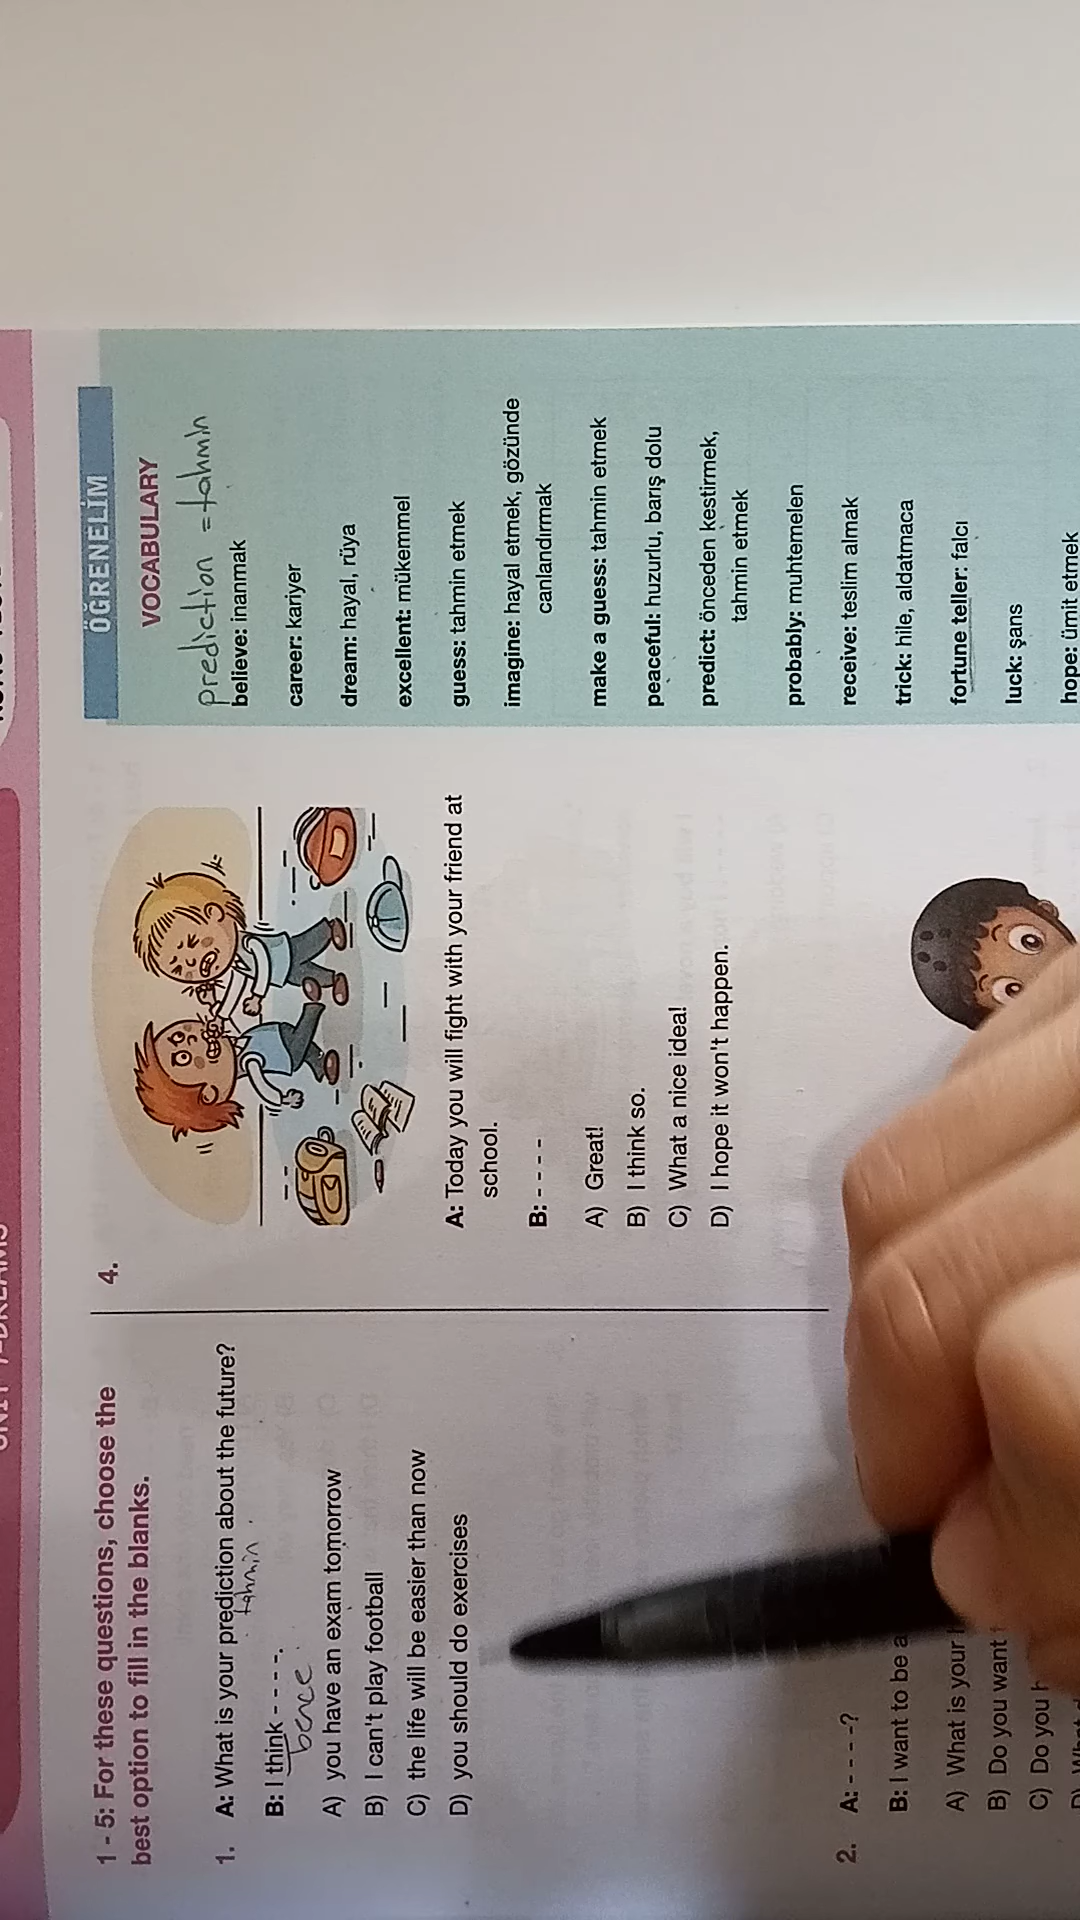 1 - 5: For these questions, choose the
best option to fill in the blanks.
1. A: What is your prediction about the future?
tahmin
B: I think - - - -.
bence
A) you have an exam tomorrow
B) I can't play football
C) the life will be easier than now
D) you should do exercises
2. A: - - - -?
B: I want to be a
A) What is your
B) Do you want
C) Do you
4.
A: Today you will fight with your friend at
school.
B: - - - - -
A) Great!
B) I think so.
C) What a nice idea!
D) I hope it won't happen.
ÖĞRENELİM
VOCABULARY
prediction = tahmin
believe: inanmak
career: kariyer
dream: hayal, rüya
excellent: mükemmel
guess: tahmin etmek
imagine: hayal etmek, gözünde
canlandırmak
make a guess: tahmin etmek
peaceful: huzurlu, barış dolu
predict: önceden kestirmek,
tahmin etmek
probably: muhtemelen
receive: teslim almak
trick: hile, aldatmaca
fortune teller: falcı
luck: şans
hope: ümit etmek